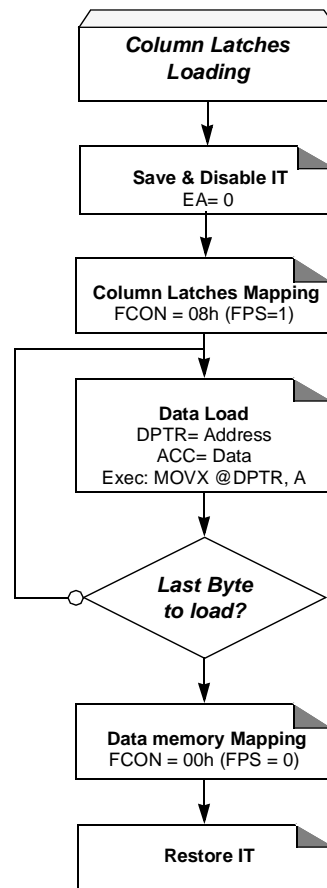 Column Latches
Loading
Save & Disable IT
EA= 0
Column Latches Mapping
FCON = 08h (FPS=1)
Data Load
DPTR= Address
ACC= Data
Exec: MOVX @DPTR, A
Last Byte
to load?
Data memory Mapping
FCON = 00h (FPS = 0)
Restore IT